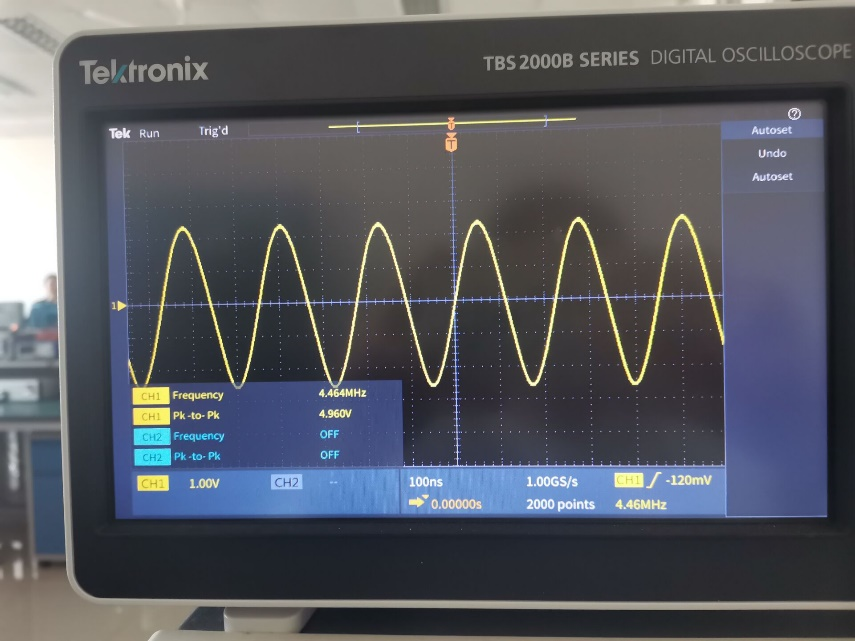 Tektronix
TBS 2000B SERIES DIGITAL OSCILLOSCOPE
Tek Run Trig'd
T
T
Autoset
Undo
Autoset
1
CH1 Frequency 4.464MHz
CH1 Pk-to-Pk 4.960V
CH2 Frequency OFF
CH2 Pk-to-Pk OFF
CH1 1.00V CH2 -- 100ns 1.00GS/s CH1 -120mV
0.00000s 2000 points 4.46MHz